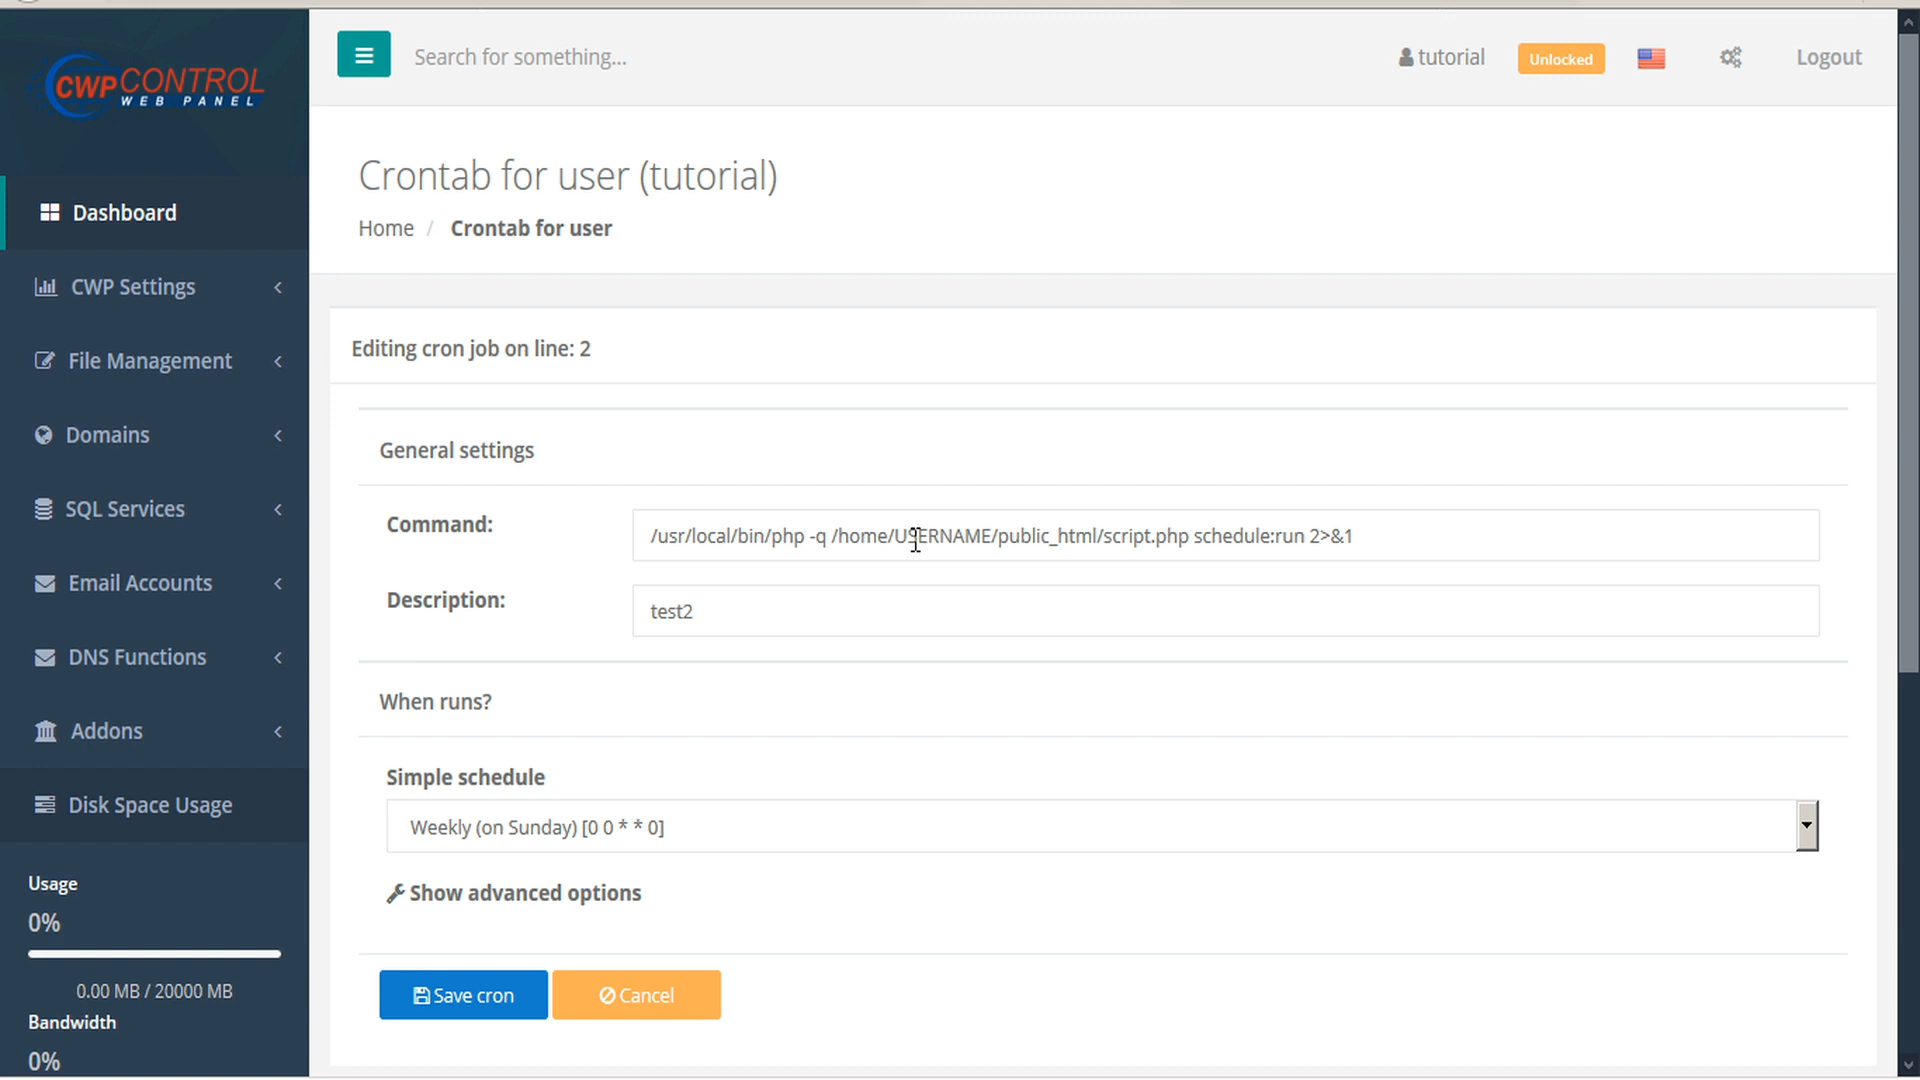 CWP CONTROL
WEB PANEL
Search for something...
tutorial
Unlocked
Logout
Dashboard
CWP Settings
File Management
Domains
SQL Services
Email Accounts
DNS Functions
Addons
Disk Space Usage
Usage
0%
0.00 MB / 20000 MB
Bandwidth
0%
Crontab for user (tutorial)
Home / Crontab for user
Editing cron job on line: 2
General settings
Command: /usr/local/bin/php -q /home/USERNAME/public_html/script.php schedule:run 2>&1
Description: test2
When runs?
Simple schedule
Weekly (on Sunday) [0 0 * * 0]
Show advanced options
Save cron
Cancel